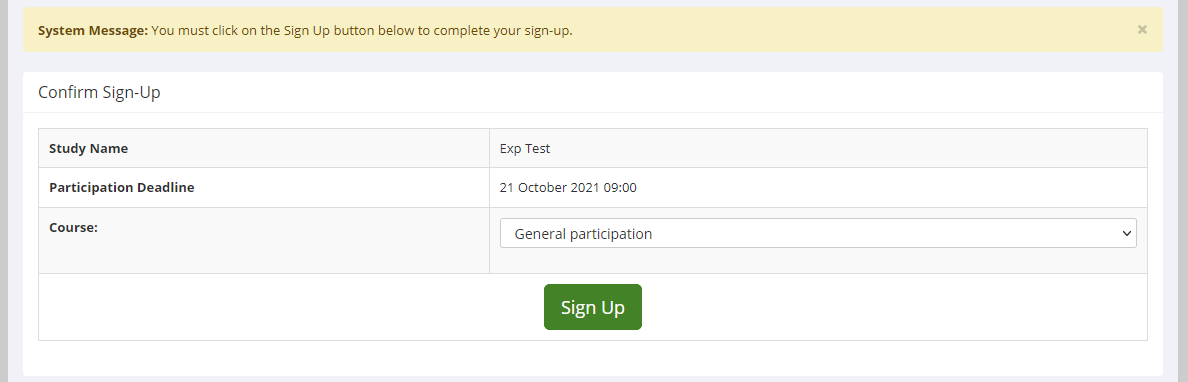 System Message: You must click on the Sign Up button below to complete your sign-up. ×
Confirm Sign-Up
Study Name Exp Test
Participation Deadline 21 October 2021 09:00
Course: General participation
Sign Up